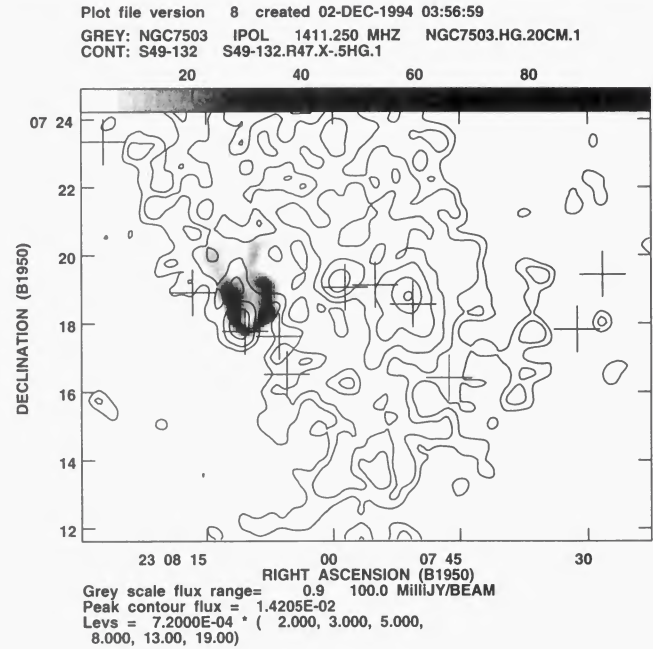 Plot file version 8 created 02-DEC-1994 03:56:59
GREY: NGC7503 IPOL 1411.250 MHZ NGC7503.HG.20CM.1
CONT: S49-132 S49-132.R47.X-.5HG.1
20 40 60 80
07 24
22
20
18
16
14
12
DECLINATION (B1950)
23 08 15 00 07 45 30
RIGHT ASCENSION (B1950)
Grey scale flux range= 0.9 100.0 MilliJY/BEAM
Peak contour flux = 1.4205E-02
Levs = 7.2000E-04 * ( 2.000, 3.000, 5.000,
8.000, 13.00, 19.00)